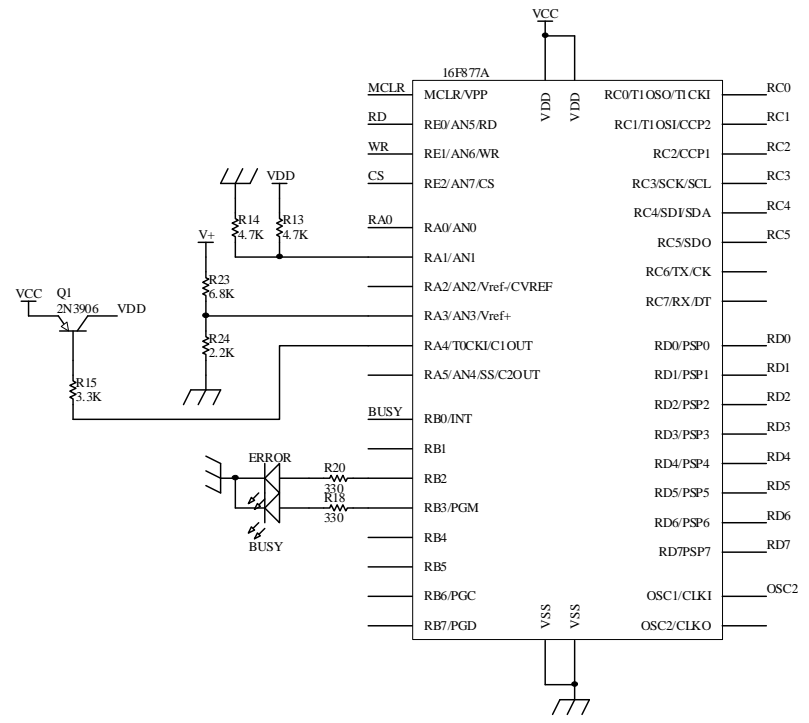 VCC
16F877A
MCLR
MCLR/VPP
VDD
VDD
RC0/T1OSO/T1CKI
RC0
RD
RE0/AN5/RD
RC1/T1OSI/CCP2
RC1
WR
RE1/AN6/WR
RC2/CCP1
RC2
CS
RE2/AN7/CS
RC3/SCK/SCL
RC3
VDD
RC4/SDI/SDA
RC4
R14
4.7K
R13
4.7K
RA0
RA0/AN0
RC5/SDO
RC5
V+
RA1/AN1
RC6/TX/CK
R23
6.8K
RA2/AN2/Vref-/CVREF
RC7/RX/DT
VCC
Q1
2N3906
VDD
RA3/AN3/Vref+
R24
2.2K
RA4/T0CKI/C1OUT
RD0/PSP0
RD0
R15
3.3K
RA5/AN4/SS/C2OUT
RD1/PSP1
RD1
BUSY
RB0/INT
RD2/PSP2
RD2
RB1
RD3/PSP3
RD3
ERROR
R20
330
RB2
RD4/PSP4
RD4
R18
330
RB3/PGM
RD5/PSP5
RD5
BUSY
RB4
RD6/PSP6
RD6
RB5
RD7PSP7
RD7
RB6/PGC
VSS
VSS
OSC1/CLKI
OSC2
RB7/PGD
OSC2/CLKO